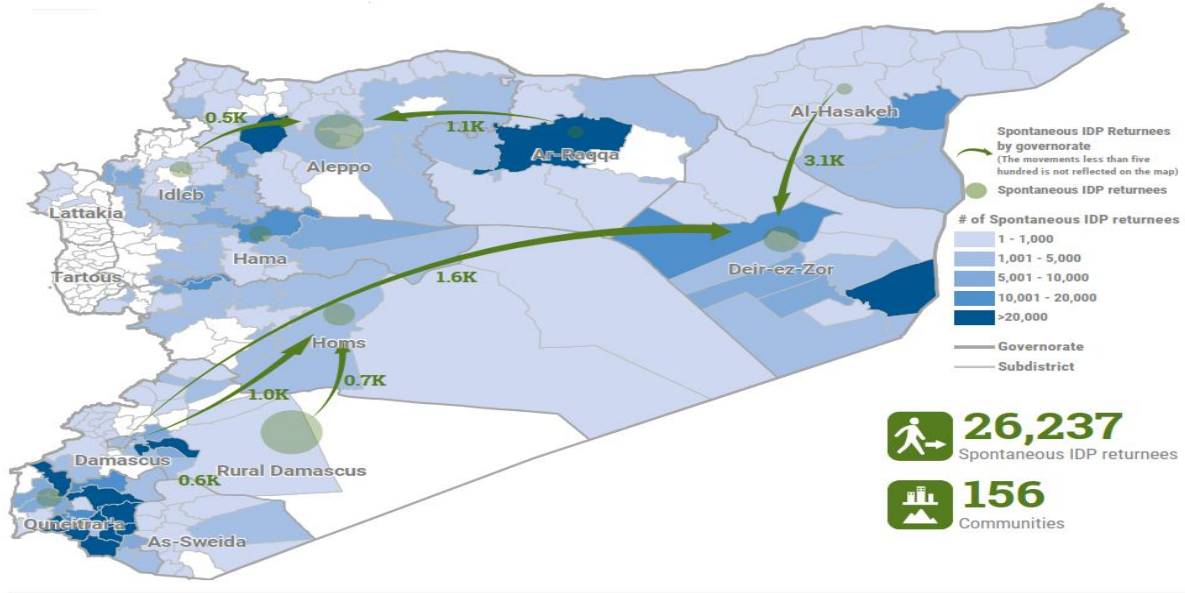 0.5K
Aleppo
1.1K
Ar-Raqqa
Al-Hasakeh
3.1K
Idleb
Lattakia
Tartous
Hama
1.6K
Deir-ez-Zor
Homs
1.0K
0.7K
Damascus
0.6K
Rural Damascus
As-Sweida
Spontaneous IDP Returnees
by governorate
(The movements less than five
hundred is not reflected on the map)
Spontaneous IDP returnees
# of Spontaneous IDP returnees
1 - 1,000
1,001 - 5,000
5,001 - 10,000
10,001 - 20,000
>20,000
Governorate
Subdistrict
26,237
Spontaneous IDP returnees
156
Communities